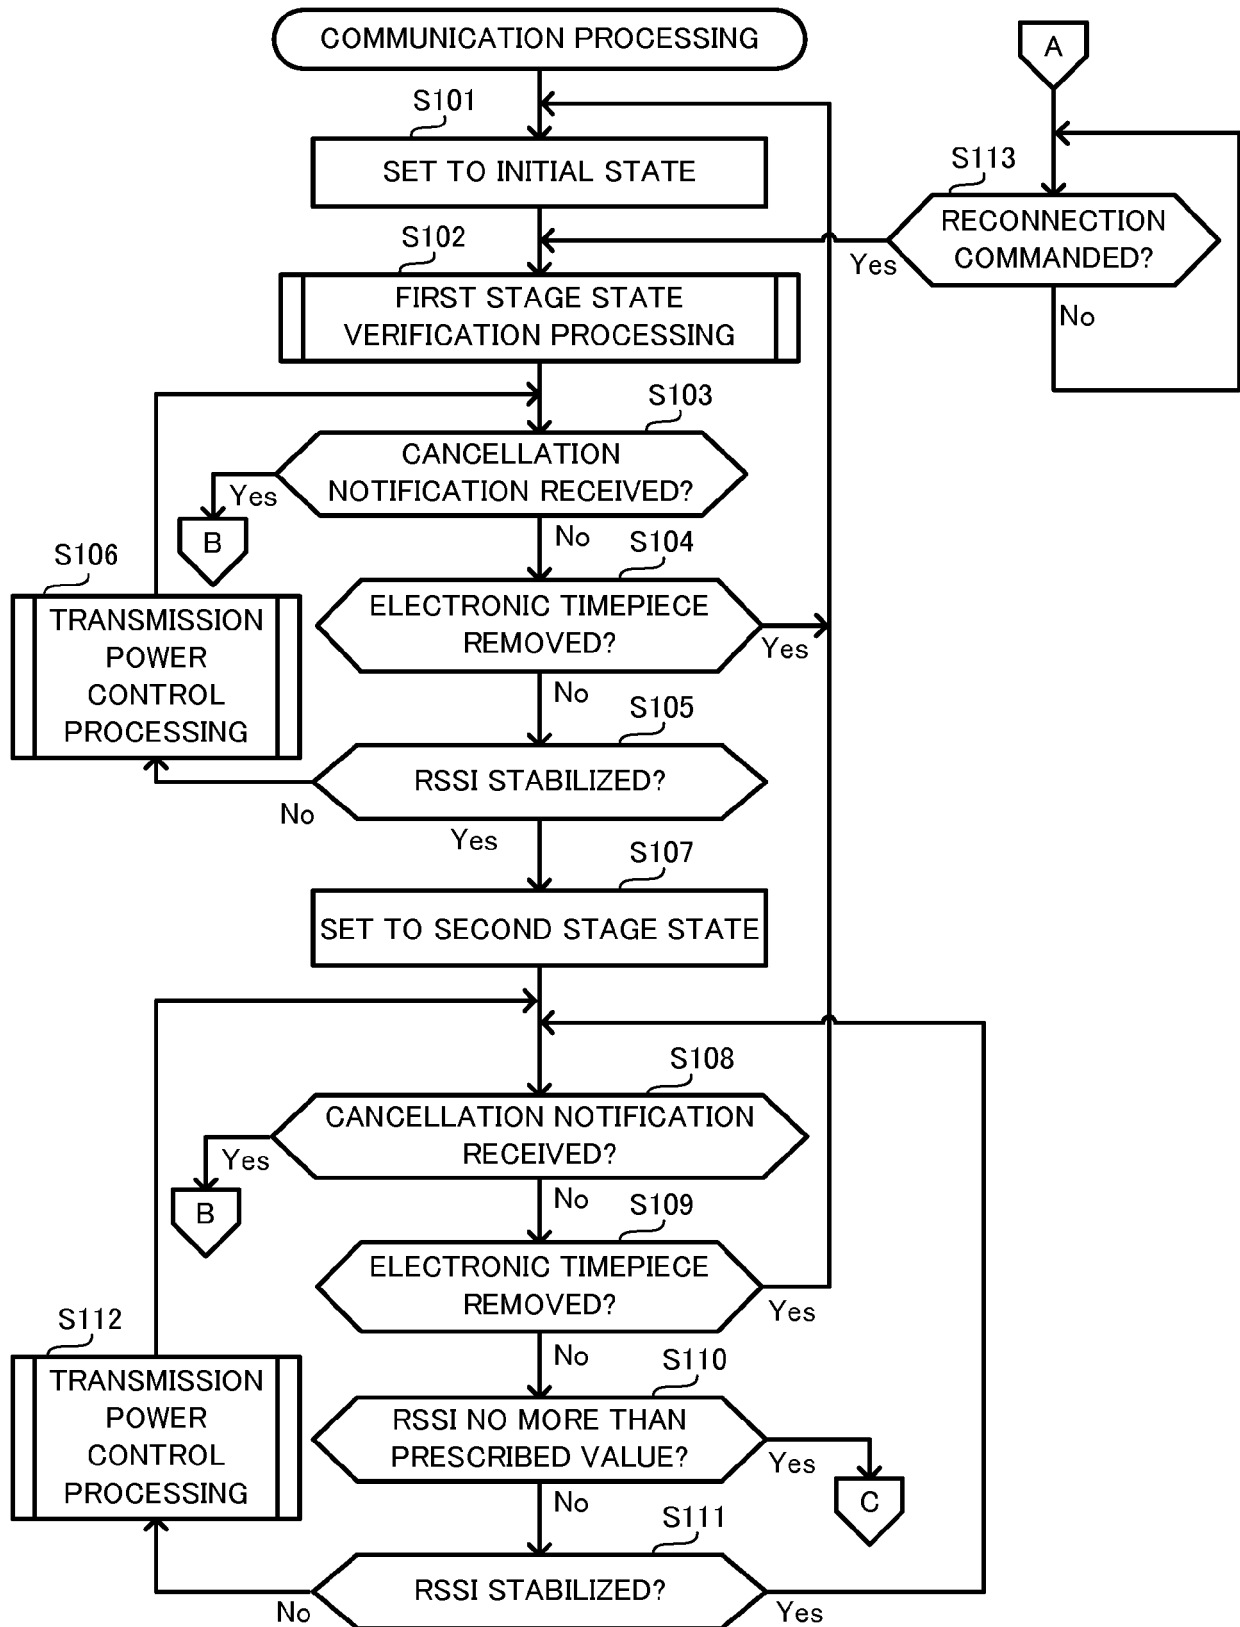 COMMUNICATION PROCESSING
A
S101
SET TO INITIAL STATE
S113
RECONNECTION
COMMANDED?
Yes
No
S102
FIRST STAGE STATE
VERIFICATION PROCESSING
S103
CANCELLATION
NOTIFICATION RECEIVED?
Yes
B
No
S104
ELECTRONIC TIMEPIECE
REMOVED?
Yes
No
S106
TRANSMISSION
POWER
CONTROL
PROCESSING
S105
RSSI STABILIZED?
No
Yes
S107
SET TO SECOND STAGE STATE
S108
CANCELLATION NOTIFICATION
RECEIVED?
Yes
B
No
S109
ELECTRONIC TIMEPIECE
REMOVED?
Yes
No
S112
TRANSMISSION
POWER
CONTROL
PROCESSING
S110
RSSI NO MORE THAN
PRESCRIBED VALUE?
Yes
C
No
S111
RSSI STABILIZED?
No
Yes